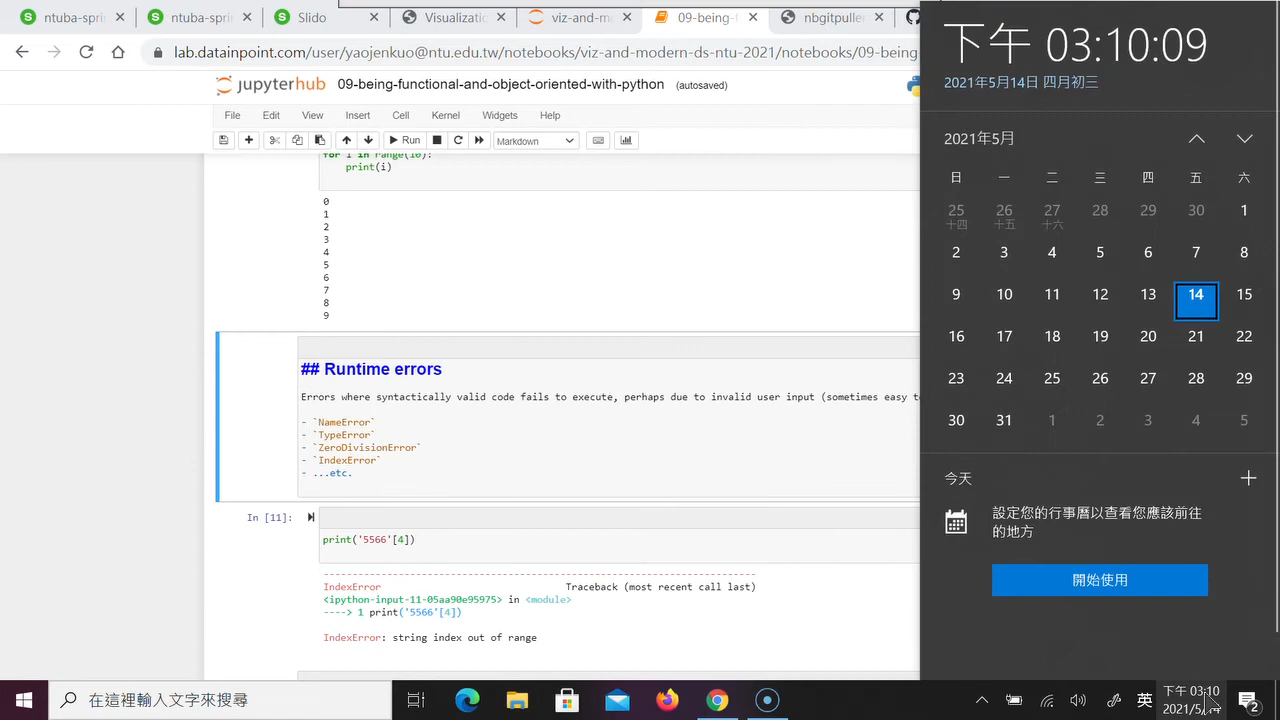 ntuba-spr
ntuba-spr
Slido
Visualizat
viz-and-m
09-being-f
nbgitpulle
lab.datainpoint.com/user/yaojenkuo@ntu.edu.tw/notebooks/viz-and-modern-ds-ntu-2021/notebooks/09-being-
jupyterhub 09-being-functional-and-object-oriented-with-python (autosaved)
File Edit View Insert Cell Kernel Widgets Help
Run Markdown
for i in range(10):
print(i)
0
1
2
3
4
5
6
7
8
9
## Runtime errors
Errors where syntactically valid code fails to execute, perhaps due to invalid user input (sometimes easy t
- `NameError`
- `TypeError`
- `ZeroDivisionError`
- `IndexError`
- ...etc.
In [11]:
print('5566'[4])
---------------------------------------------------------------------------
IndexError Traceback (most recent call last)
<ipython-input-11-05aa90e95975> in <module>
----> 1 print('5566'[4])
IndexError: string index out of range
下午 03:10:09
2021年5月14日 四月初三
2021年5月
日 一 二 三 四 五 六
25 26 27 28 29 30 1
十四 十五 十六
2 3 4 5 6 7 8
9 10 11 12 13 14 15
16 17 18 19 20 21 22
23 24 25 26 27 28 29
30 31 1 2 3 4 5
今天
設定您的行事曆以查看您應該前往
的地方
開始使用
在這裡輸入文字來搜尋
英
下午 03:10
2021/5/
2